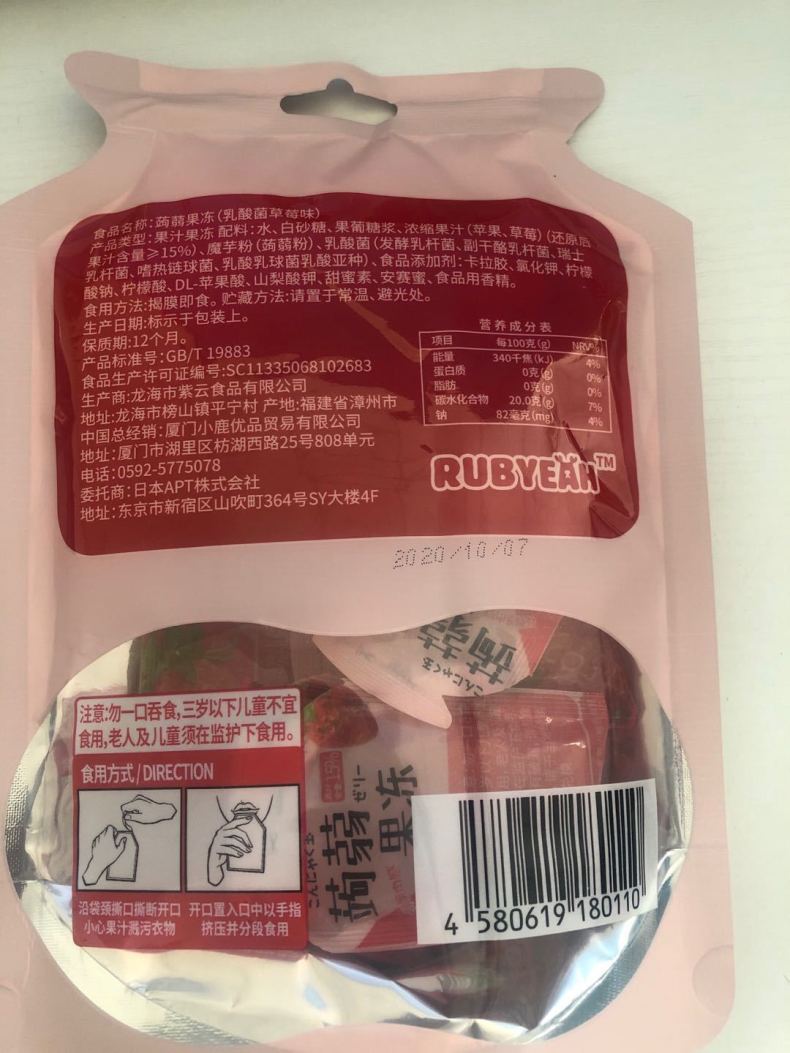 食品名称:蒟蒻果冻(乳酸菌草莓味)
产品类型:果汁果冻 配料:水、白砂糖、果葡糖浆、浓缩果汁(苹果、草莓)(还原后
果汁含量≥15%)、魔芋粉(蒟蒻粉)、乳酸菌(发酵乳杆菌、副干酪乳杆菌、瑞士
乳杆菌、嗜热链球菌、乳酸乳球菌乳酸亚种)、食品添加剂:卡拉胶、氯化钾、柠檬
酸钠、柠檬酸、DL-苹果酸、山梨酸钾、甜蜜素、安赛蜜、食品用香精。
食用方法:揭膜即食。贮藏方法:请置于常温、避光处。
生产日期:标示于包装上。
保质期:12个月。
产品标准号:GB/T 19883
食品生产许可证编号:SC11335068102683
生产商:龙海市紫云食品有限公司
地址:龙海市榜山镇平宁村 产地:福建省漳州市
中国总经销:厦门小鹿优品贸易有限公司
地址:厦门市湖里区枋湖西路25号808单元
电话:0592-5775078
委托商:日本APT株式会社
地址:东京市新宿区山吹町364号SY大楼4F
营养成分表
项目 每100克(g) NRV%
能量 340千焦(kJ) 4%
蛋白质 0克(g) 0%
脂肪 0克(g) 0%
碳水化合物 20.0克(g) 7%
钠 82毫克(mg) 4%
RUBYEAH™
2020/10/07
蒟蒻
こんにゃく玉
注意:勿一口吞食,三岁以下儿童不宜
食用,老人及儿童须在监护下食用。
食用方式/DIRECTION
沿袋颈撕口撕断开口
小心果汁溅污衣物
开口置入口中以手指
挤压并分段食用
15%
ゼリー
こんにゃく玉
蒟蒻
果冻
4 580619 180110